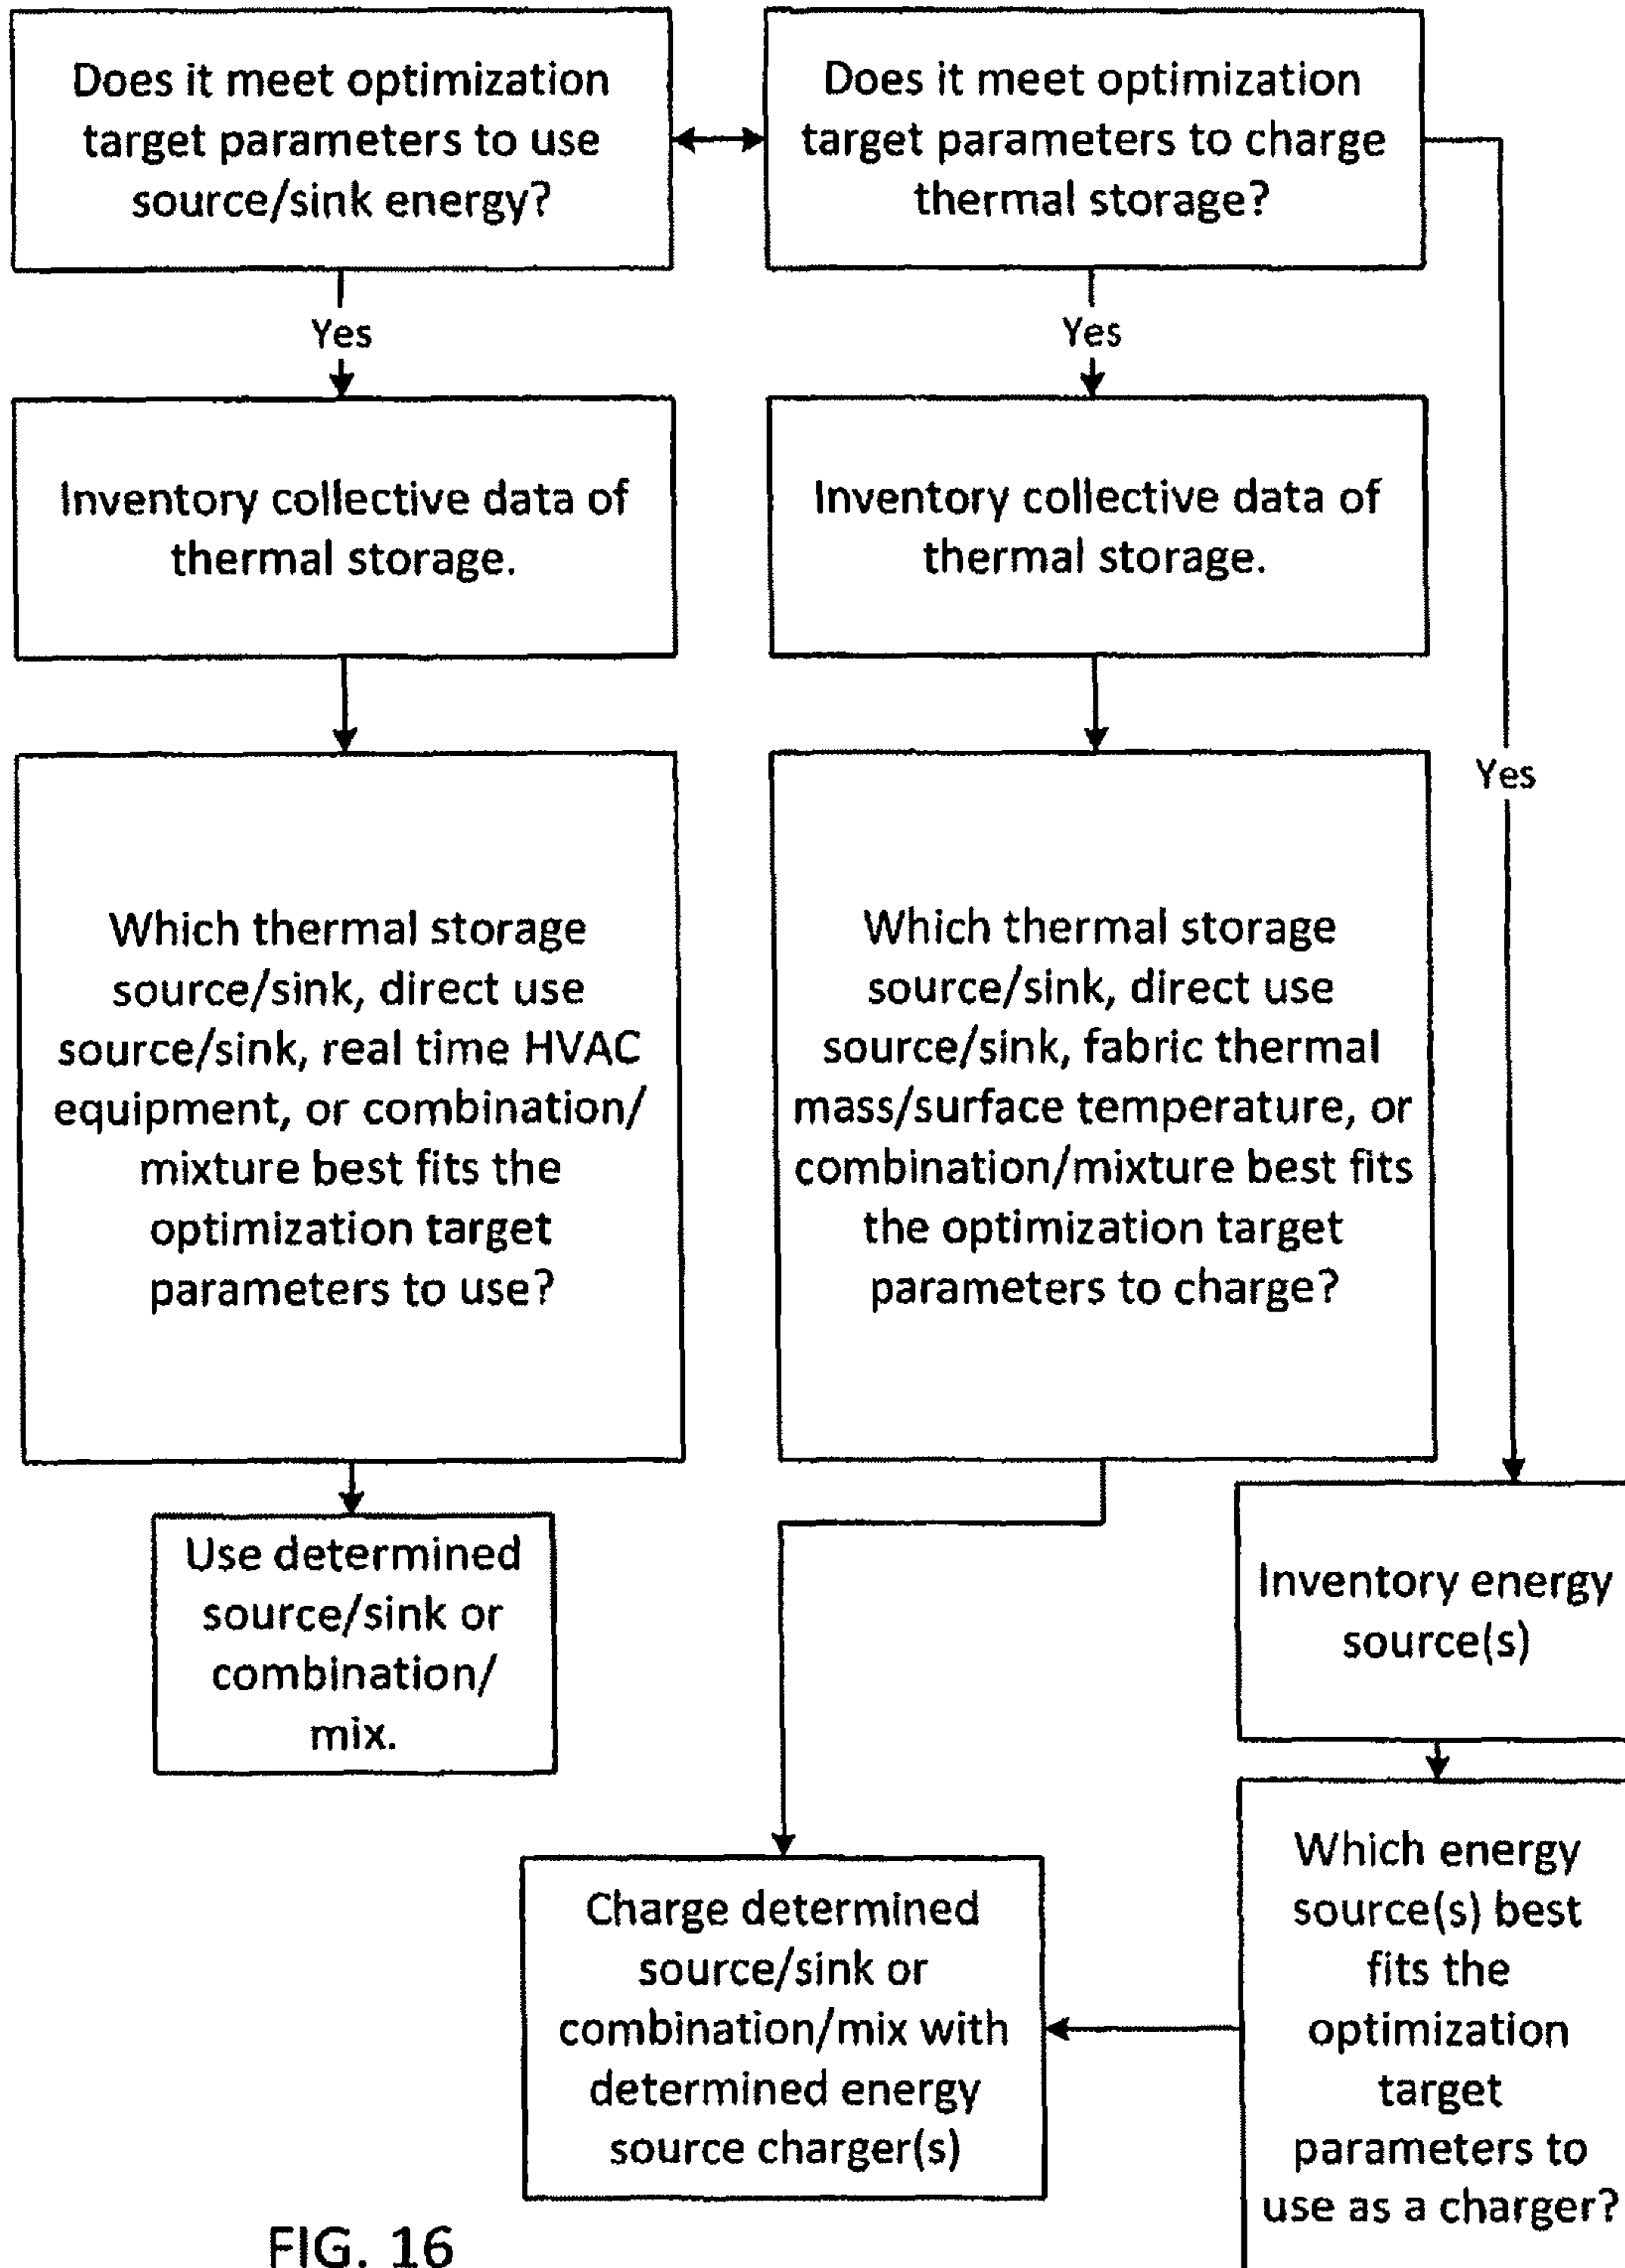 Does it meet optimization
target parameters to use
source/sink energy?
Does it meet optimization
target parameters to charge
thermal storage?
Yes
Yes
Inventory collective data of
thermal storage.
Inventory collective data of
thermal storage.
Yes
Which thermal storage
source/sink, direct use
source/sink, real time HVAC
equipment, or combination/
mixture best fits the
optimization target
parameters to use?
Which thermal storage
source/sink, direct use
source/sink, fabric thermal
mass/surface temperature, or
combination/mixture best fits
the optimization target
parameters to charge?
Use determined
source/sink or
combination/
mix.
Inventory energy
source(s)
Charge determined
source/sink or
combination/mix with
determined energy
source charger(s)
Which energy
source(s) best
fits the
optimization
target
parameters to
use as a charger?
FIG. 16